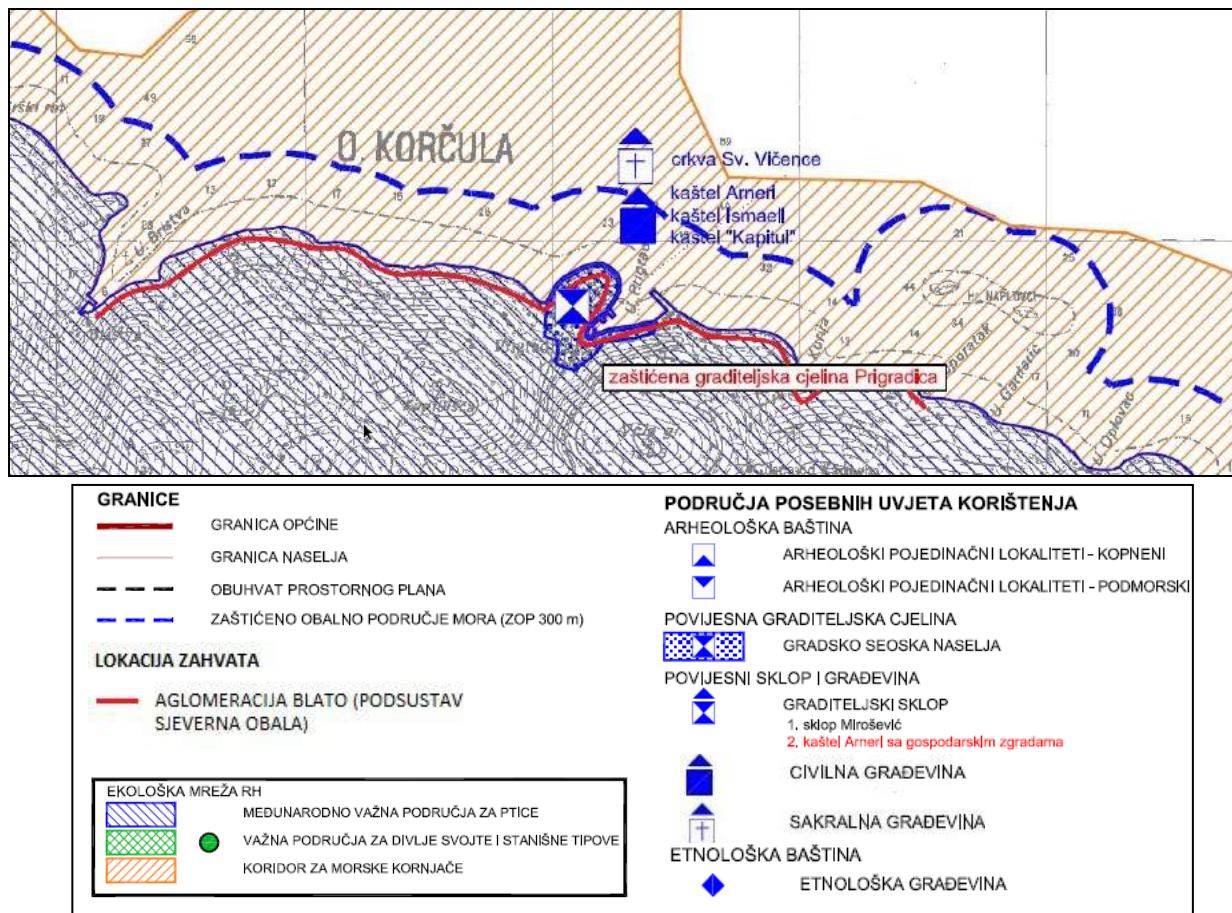 O. KORČULA
crkva Sv. Vičence
kaštel Arneri
kaštel Ismaeli
kaštel "Kapitul"
U. Bristva
zaštićena graditeljska cjelina Prigradica
U. Gardarić
U. Oplovac
GRANICE
GRANICA OPĆINE
GRANICA NASELJA
OBUHVAT PROSTORNOG PLANA
ZAŠTIĆENO OBALNO PODRUČJE MORA (ZOP 300 m)
LOKACIJA ZAHVATA
AGLOMERACIJA BLATO (PODSUSTAV
SJEVERNA OBALA)
EKOLOŠKA MREŽA RH
MEĐUNARODNO VAŽNA PODRUČJA ZA PTICE
VAŽNA PODRUČJA ZA DIVLJE SVOJTE I STANIŠNE TIPOVE
KORIDOR ZA MORSKE KORNJAČE
PODRUČJA POSEBNIH UVJETA KORIŠTENJA
ARHEOLOŠKA BAŠTINA
ARHEOLOŠKI POJEDINAČNI LOKALITETI - KOPNENI
ARHEOLOŠKI POJEDINAČNI LOKALITETI - PODMORSKI
POVIJESNA GRADITELJSKA CJELINA
GRADSKO SEOSKA NASELJA
POVIJESNI SKLOP I GRAĐEVINA
GRADITELJSKI SKLOP
1. sklop Mirošević
2. kaštel Arneri sa gospodarskim zgradama
CIVILNA GRAĐEVINA
SAKRALNA GRAĐEVINA
ETNOLOŠKA BAŠTINA
ETNOLOŠKA GRAĐEVINA